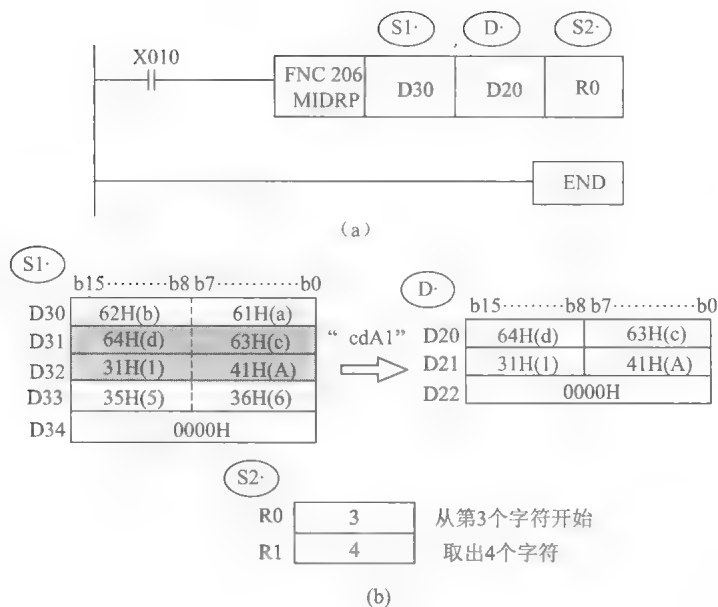 S1· , D· S2·
X010
FNC 206 MIDRP D30 D20 R0
END
(a)
S1·
b15………b8 b7…………b0
D30 62H(b) 61H(a)
D31 64H(d) 63H(c)
D32 31H(1) 41H(A)
D33 35H(5) 36H(6)
D34 0000H
“ cdA1”
D·
b15………b8 b7…………b0
D20 64H(d) 63H(c)
D21 31H(1) 41H(A)
D22 0000H
S2·
R0 3 从第3个字符开始
R1 4 取出4个字符
(b)